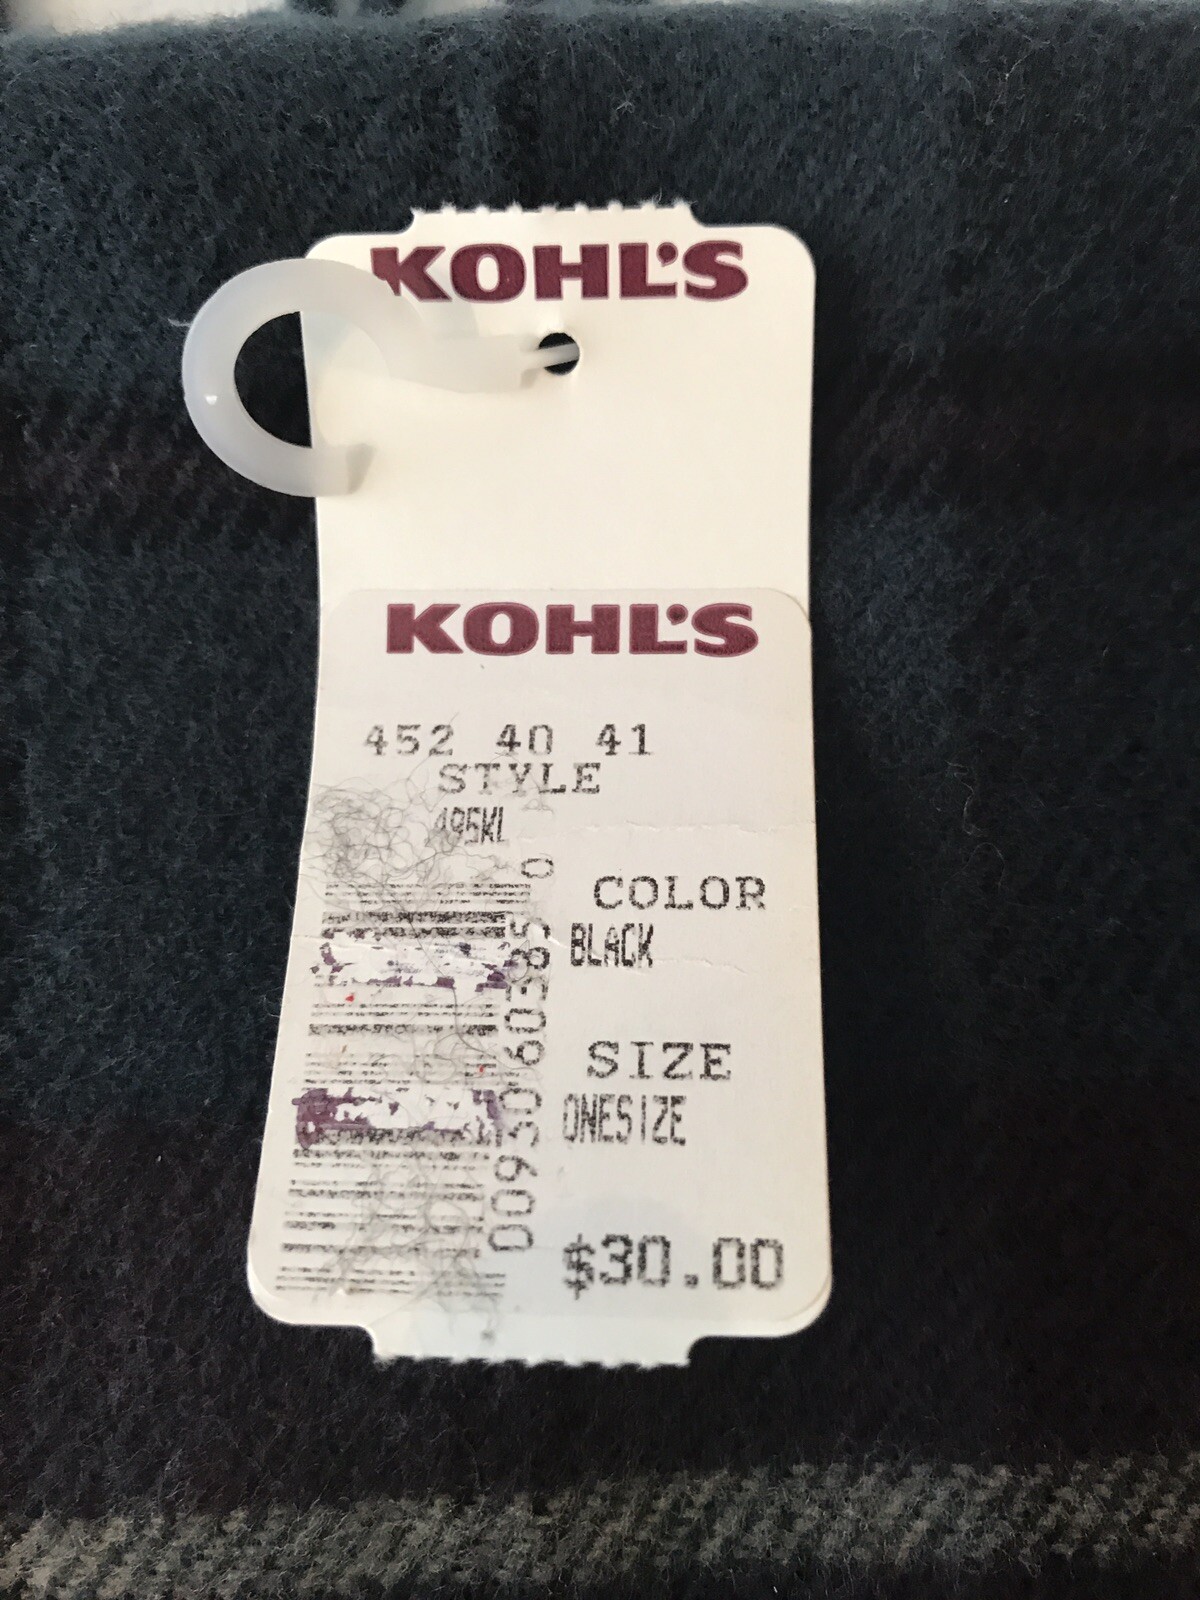 KOHL'S
KOHL'S
452 40 41
STYLE
495KL
COLOR
BLACK
SIZE
ONESIZE
$30.00